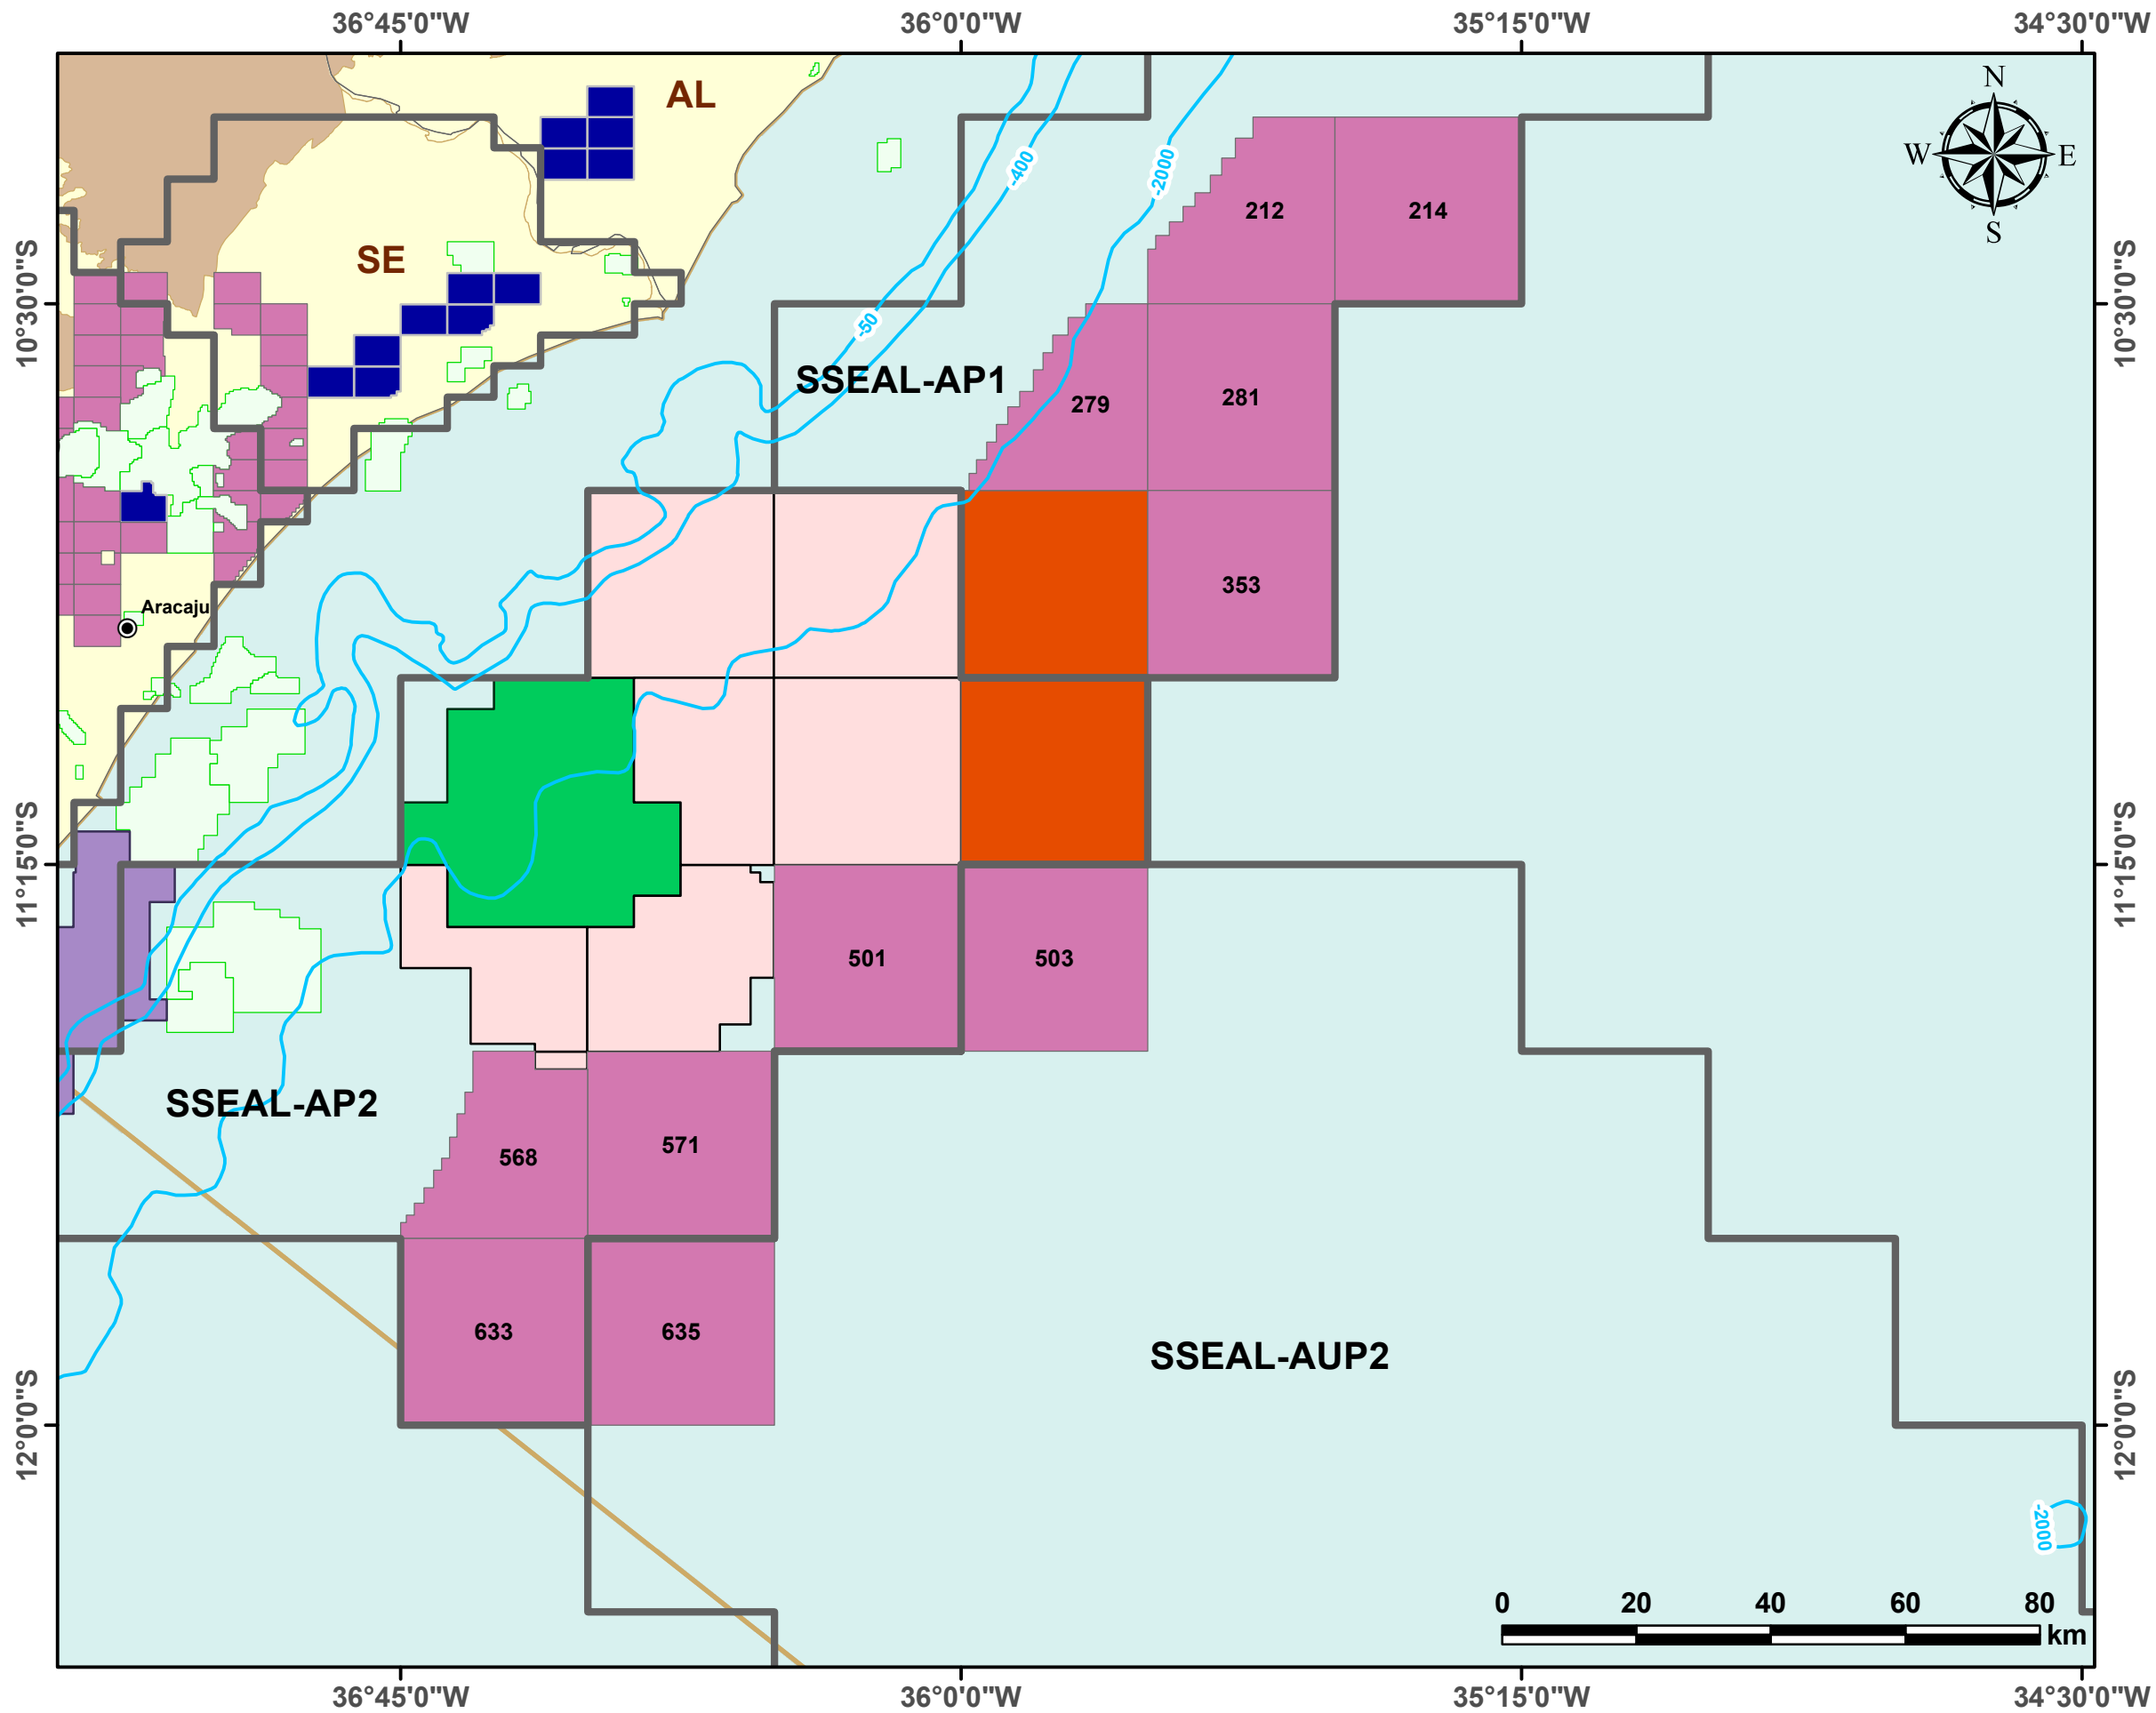 36°45'0"W 36°0'0"W 35°15'0"W 34°30'0"W
N
W E
S
AL
SE
-400
-2000
212 214
10°30'0"S 10°30'0"S
-50
SSEAL-AP1
279 281
353
Aracaju
11°15'0"S 11°15'0"S
501 503
SSEAL-AP2
568 571
633 635
SSEAL-AUP2
12°0'0"S 12°0'0"S
-2000
0 20 40 60 80
km
36°45'0"W 36°0'0"W 35°15'0"W 34°30'0"W